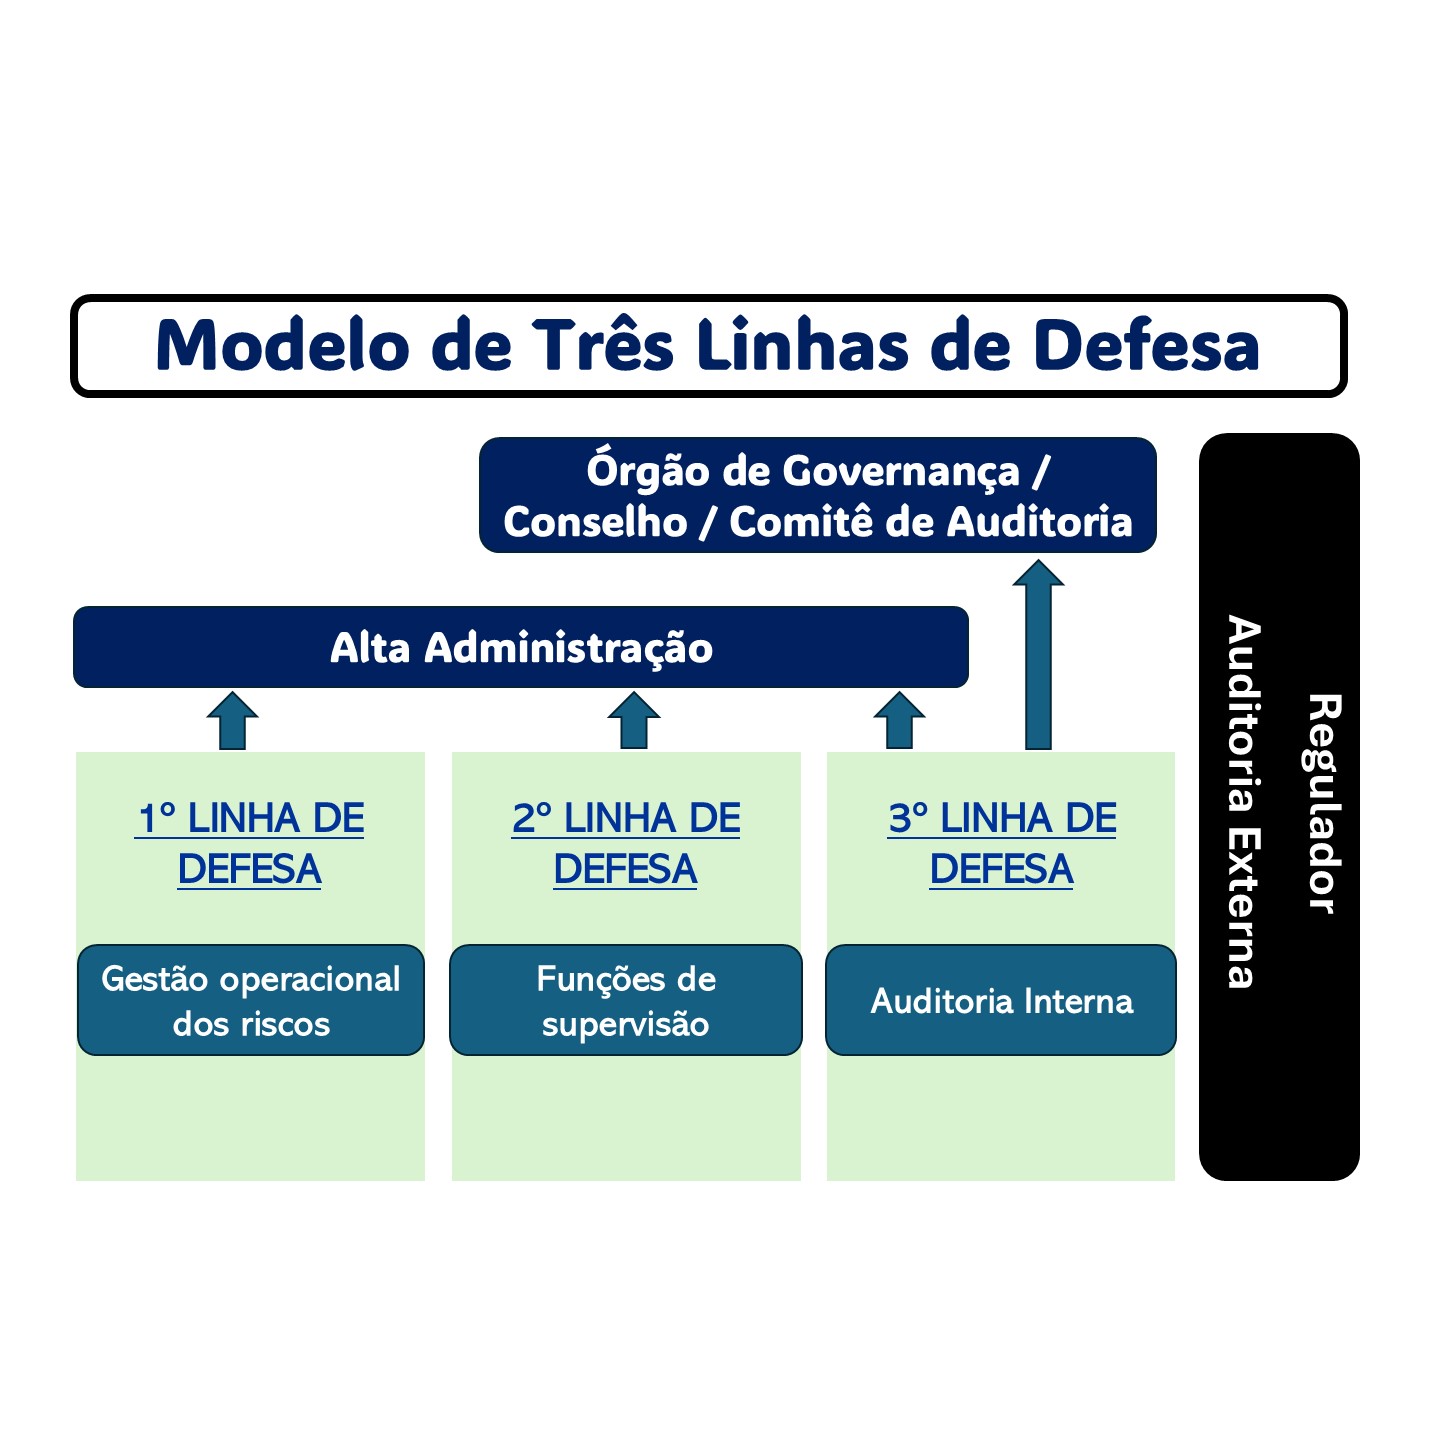 Modelo de Três Linhas de Defesa
Órgão de Governança /
Conselho / Comitê de Auditoria
Alta Administração
1º LINHA DE
DEFESA
Gestão operacional
dos riscos
2º LINHA DE
DEFESA
Funções de
supervisão
3º LINHA DE
DEFESA
Auditoria Interna
Regulador
Auditoria Externa